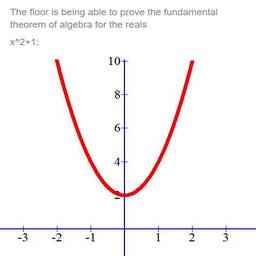 The floor is being able to prove the fundamental
theorem of algebra for the reals
x^2+1:
10
8
6
4
2
-3 -2 -1 1 2 3